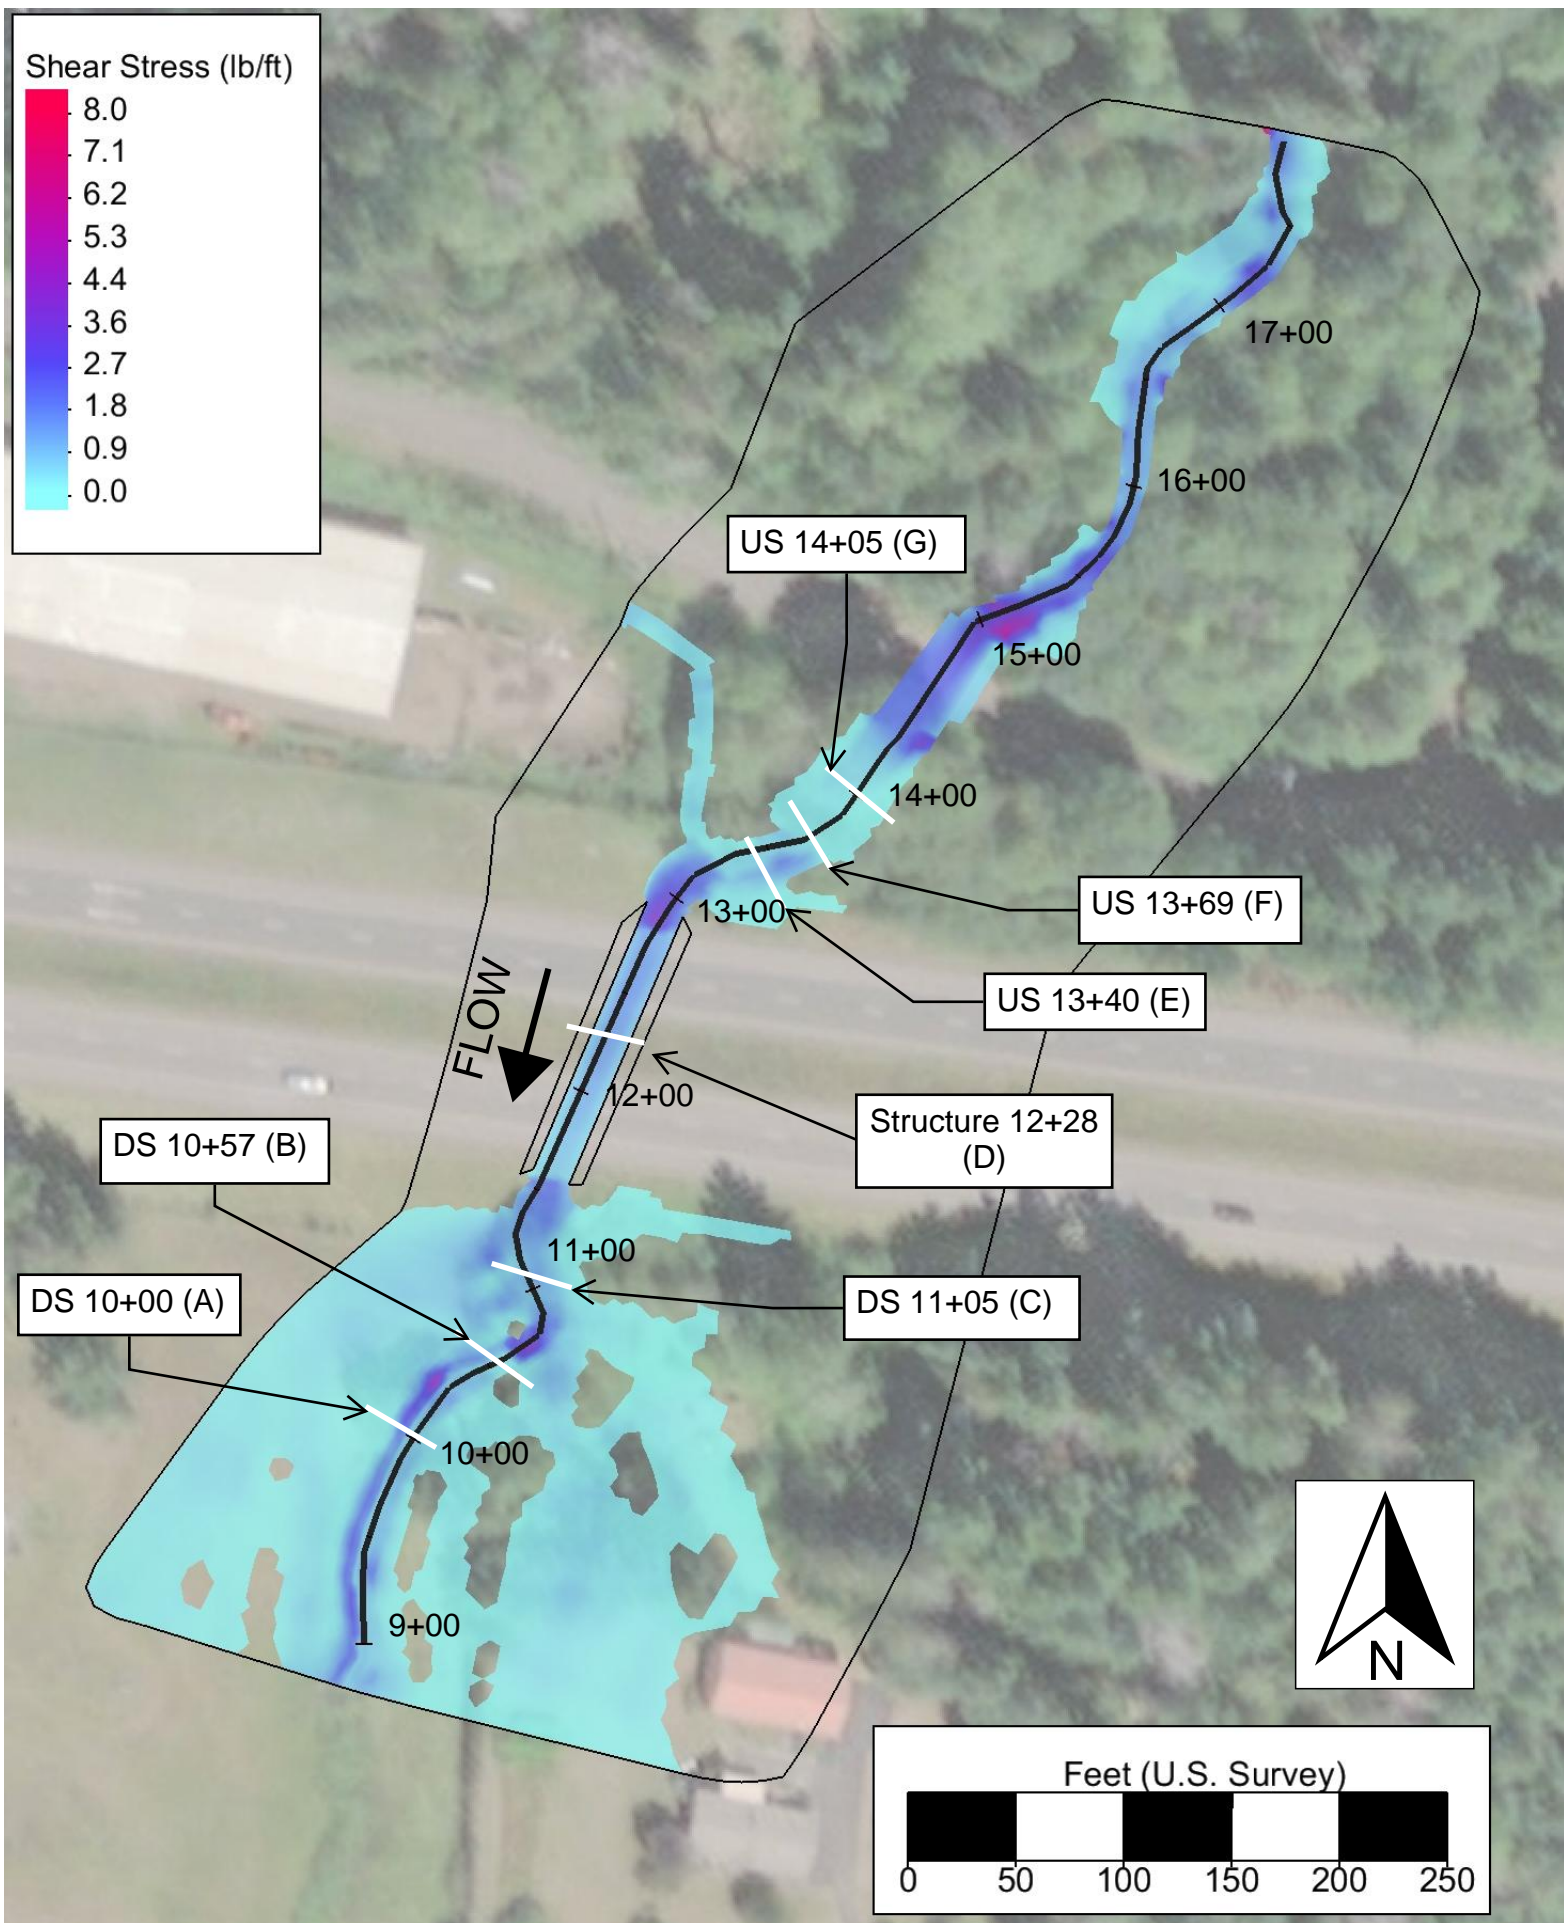 Shear Stress (lb/ft)
8.0
7.1
6.2
5.3
4.4
3.6
2.7
1.8
0.9
0.0
17+00
16+00
US 14+05 (G)
15+00
14+00
US 13+69 (F)
13+00
US 13+40 (E)
FLOW
12+00
Structure 12+28
(D)
DS 10+57 (B)
11+00
DS 10+00 (A)
DS 11+05 (C)
10+00
9+00
N
Feet (U.S. Survey)
0 50 100 150 200 250